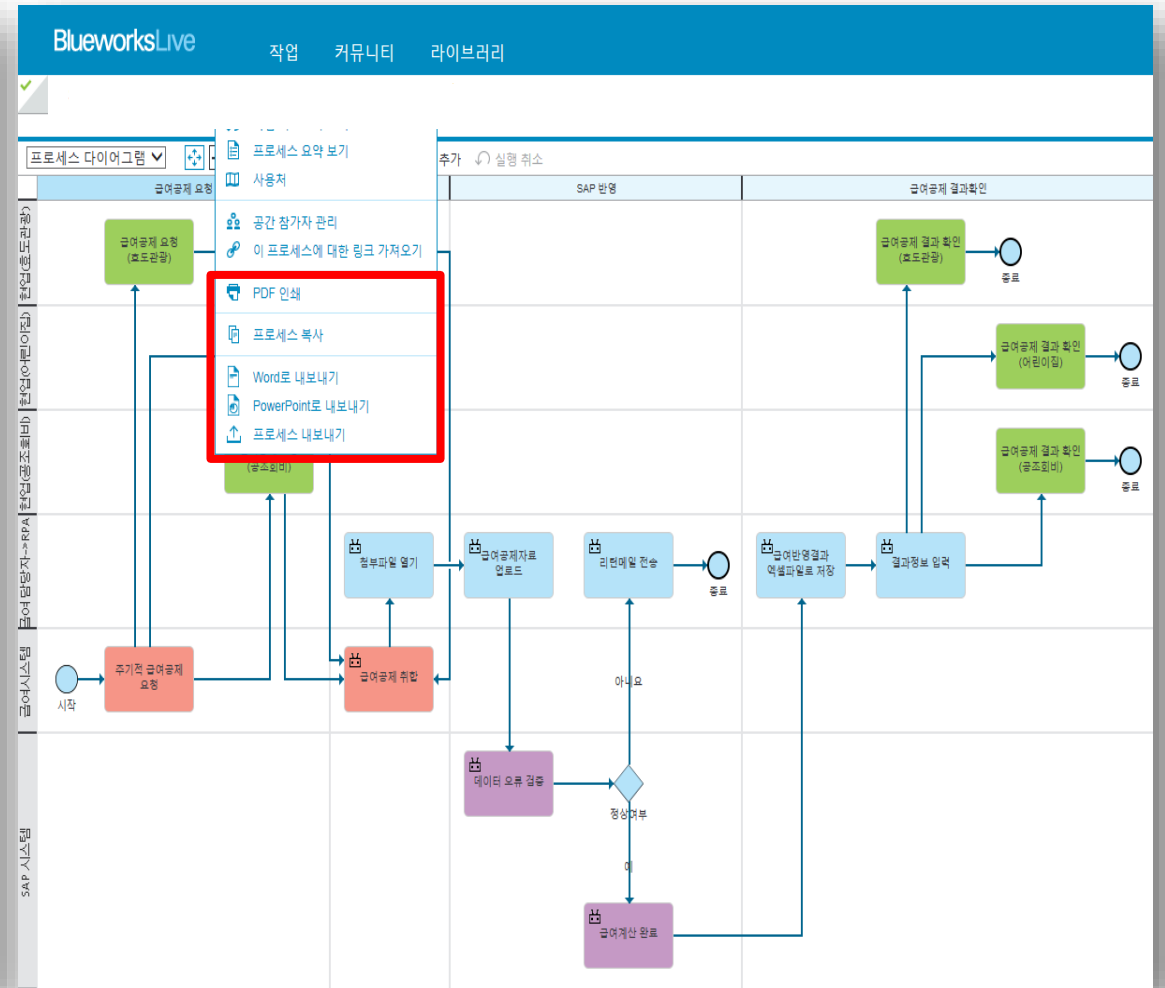 BlueworksLive
작업 커뮤니티 라이브러리
프로세스 다이어그램
추가 실행 취소
프로세스 요약 보기
사용처
공간 참가자 관리
이 프로세스에 대한 링크 가져오기
PDF 인쇄
프로세스 복사
Word로 내보내기
PowerPoint로 내보내기
프로세스 내보내기
급여공제 요청
SAP 반영
급여공제 결과확인
현업(효도관광)
급여공제 요청
(효도관광)
급여공제 결과 확인
(효도관광)
종료
현업(어린이집)
급여공제 결과 확인
(어린이집)
종료
현업(공조회비)
(공조회비)
급여공제 결과 확인
(공조회비)
종료
급여 담당자->RPA
첨부파일 열기
급여공제자료
업로드
리턴메일 전송
종료
급여반영결과
엑셀파일로 저장
결과정보 입력
급여시스템
시작
주기적 급여공제
요청
급여공제 취합
아니요
SAP 시스템
데이터 오류 검증
정상여부
예
급여계산 완료